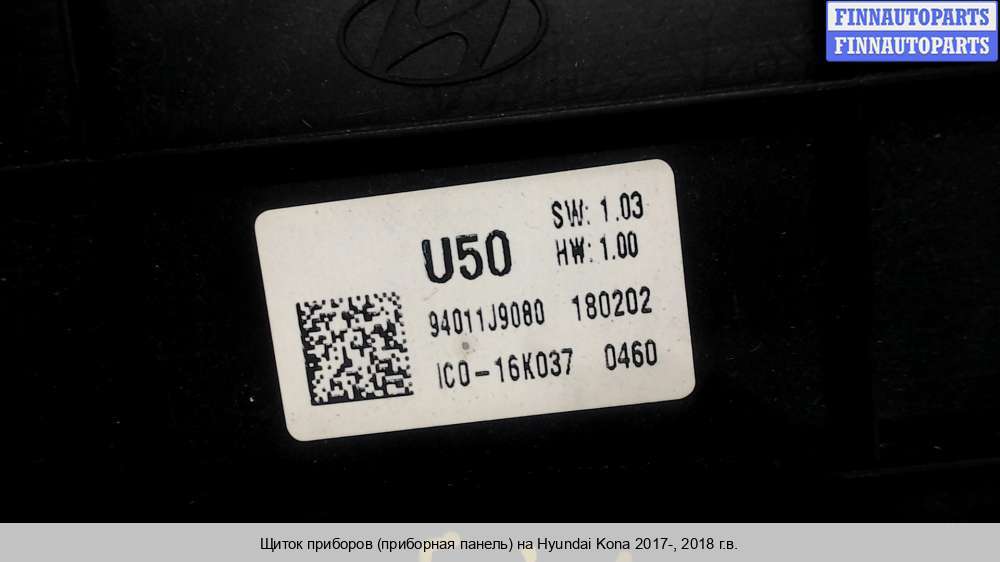 FINNAUTOPARTS
FINNAUTOPARTS
U50
SW: 1.03
HW: 1.00
94011J9080 180202
IC0-16K037 0460
Щиток приборов (приборная панель) на Hyundai Kona 2017-, 2018 г.в.